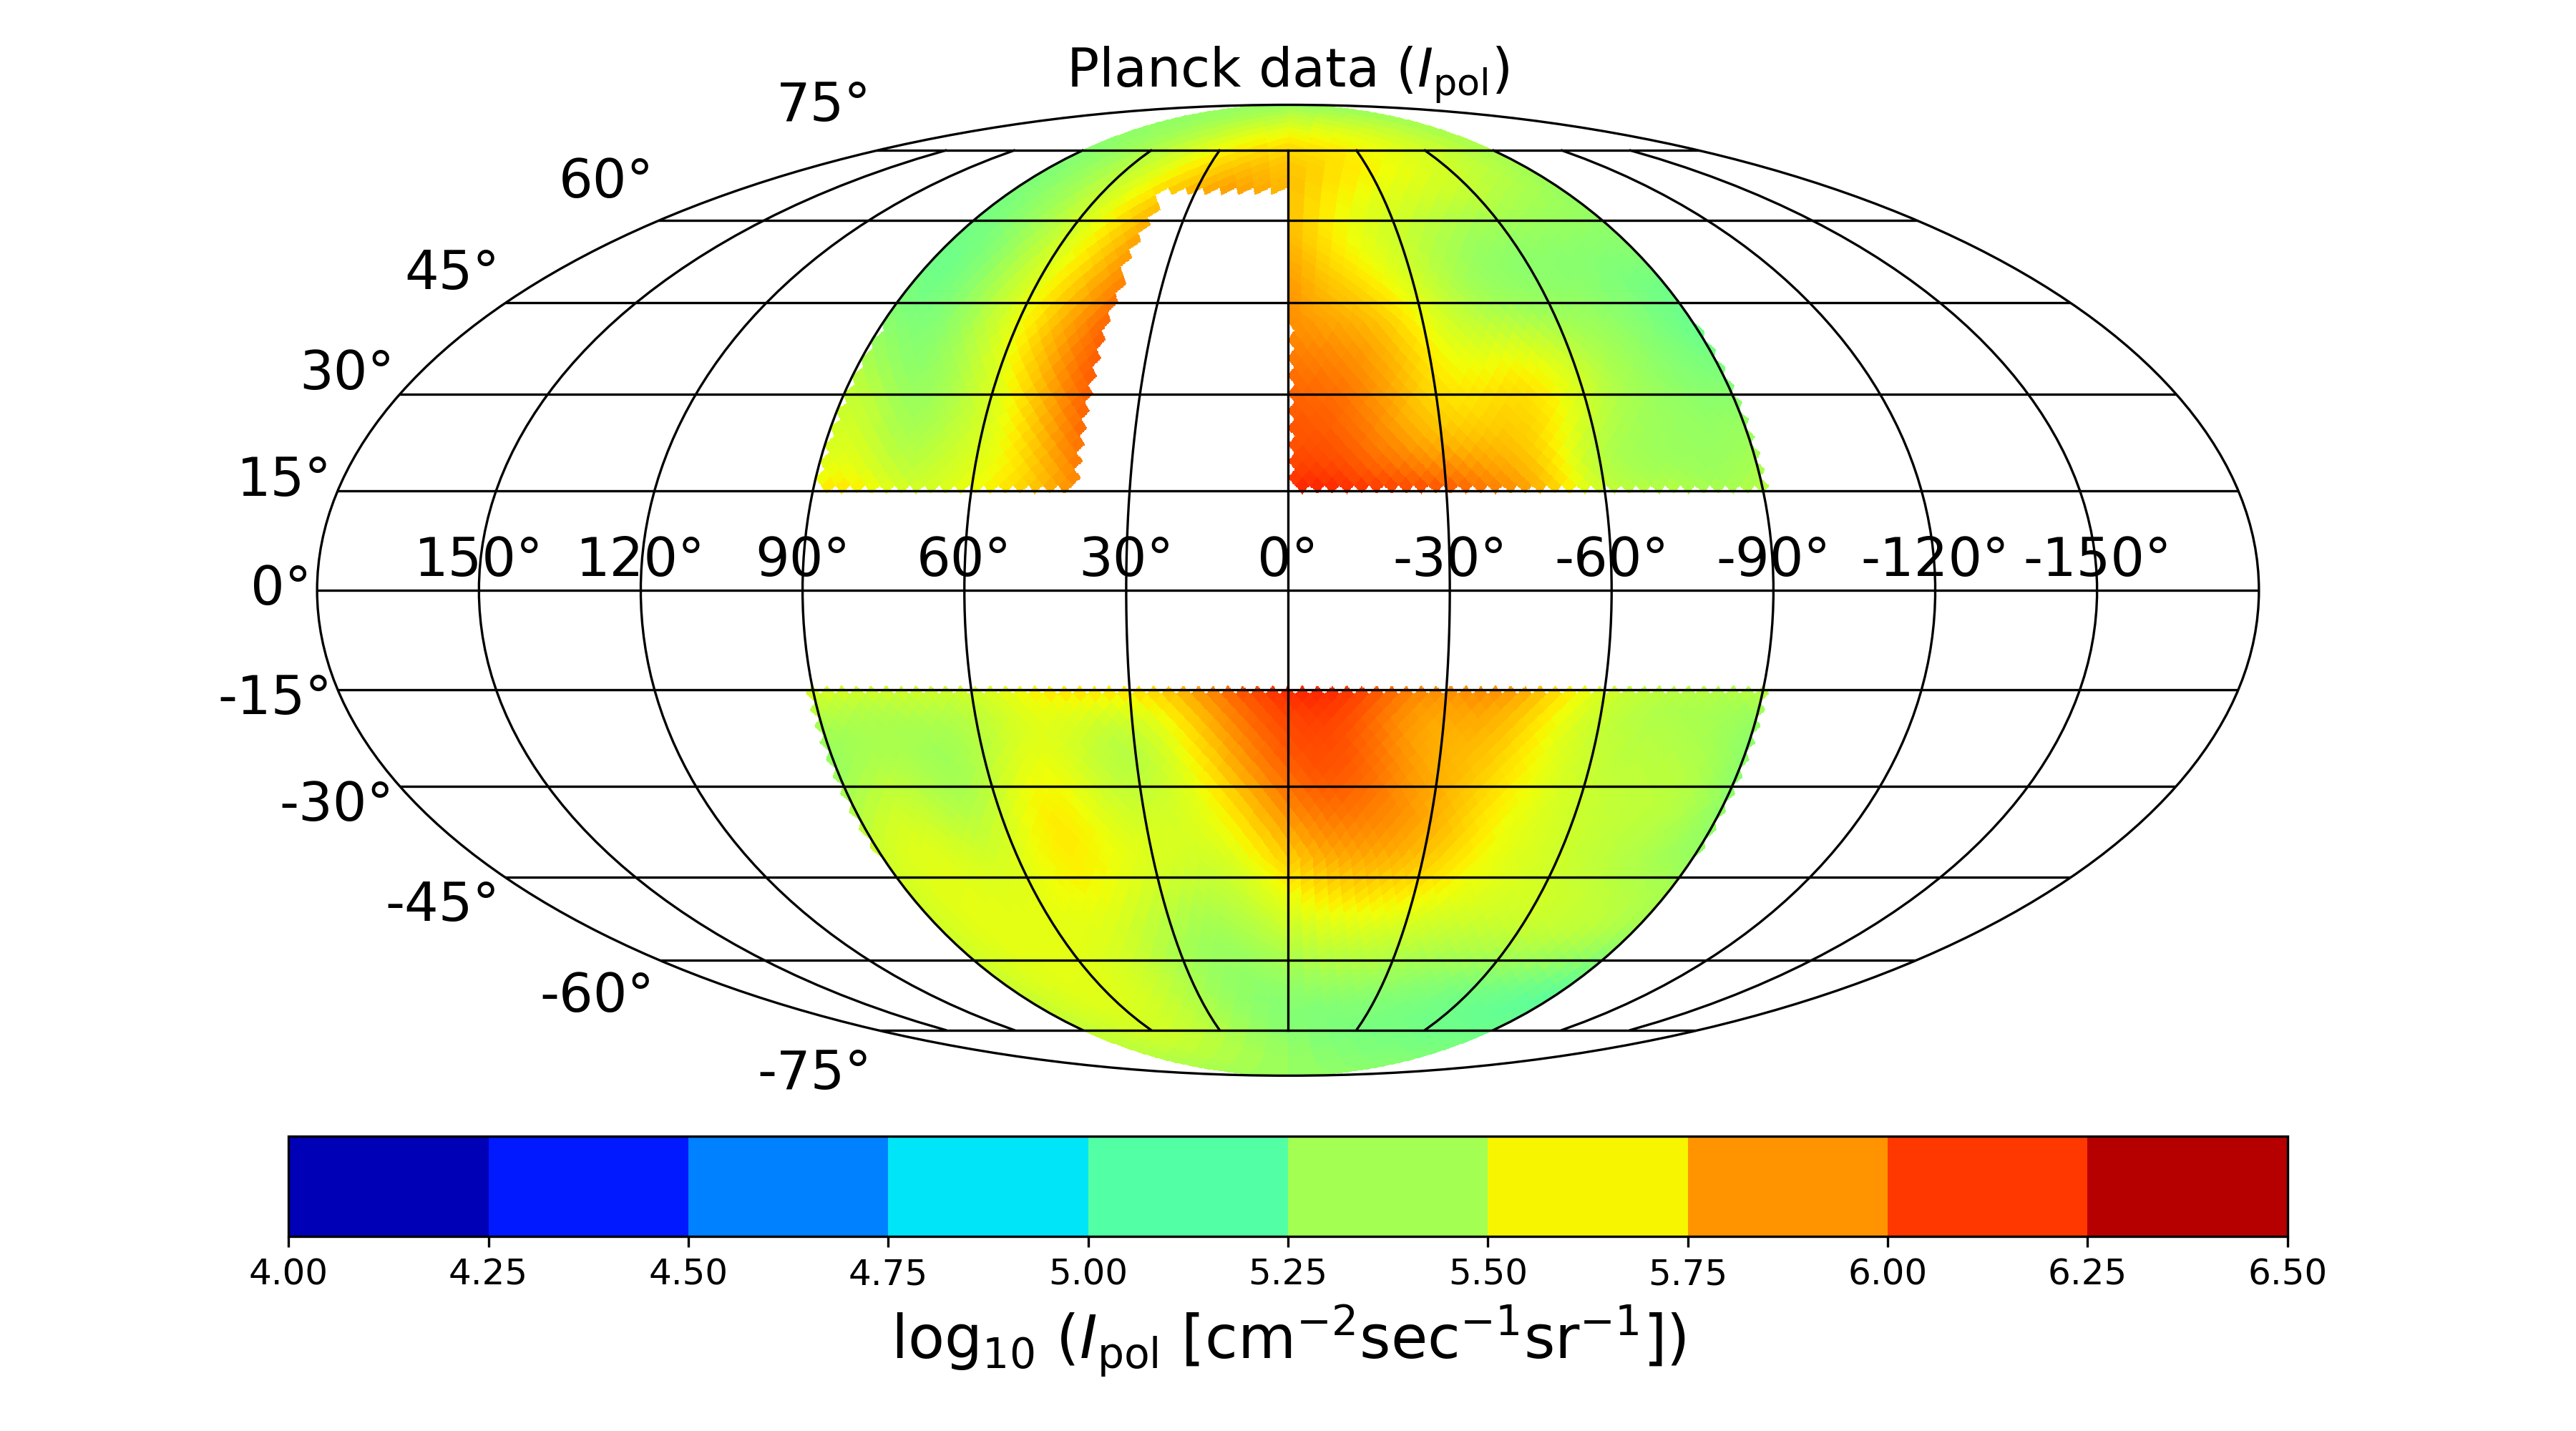 Planck data (I_pol)
75°
60°
45°
30°
15°
150° 120° 90° 60° 30° 0° -30° -60° -90° -120° -150°
0°
-15°
-30°
-45°
-60°
-75°
4.00 4.25 4.50 4.75 5.00 5.25 5.50 5.75 6.00 6.25 6.50
log₁₀ (I_pol [cm⁻²sec⁻¹sr⁻¹])